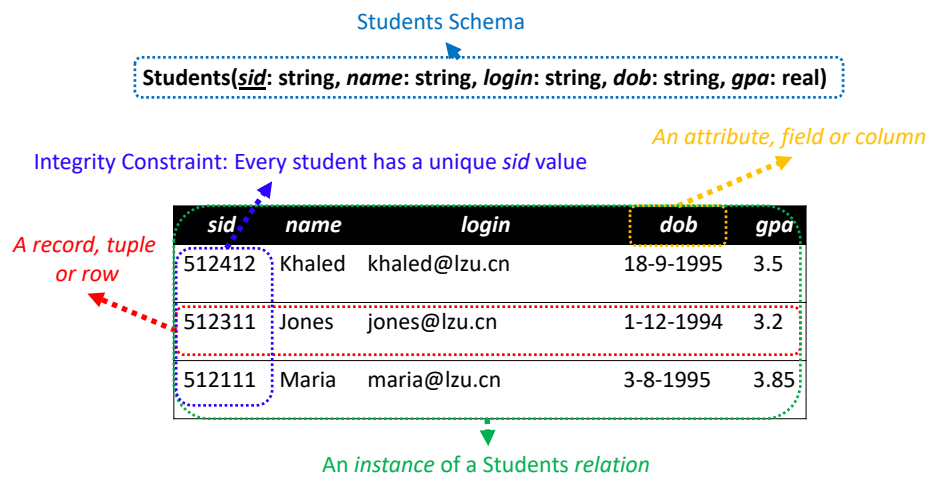 Students Schema
Students(sid: string, name: string, login: string, dob: string, gpa: real)
An attribute, field or column
Integrity Constraint: Every student has a unique sid value
sid name login dob gpa
A record, tuple
or row
512412 Khaled khaled@lzu.cn 18-9-1995 3.5
512311 Jones jones@lzu.cn 1-12-1994 3.2
512111 Maria maria@lzu.cn 3-8-1995 3.85
An instance of a Students relation